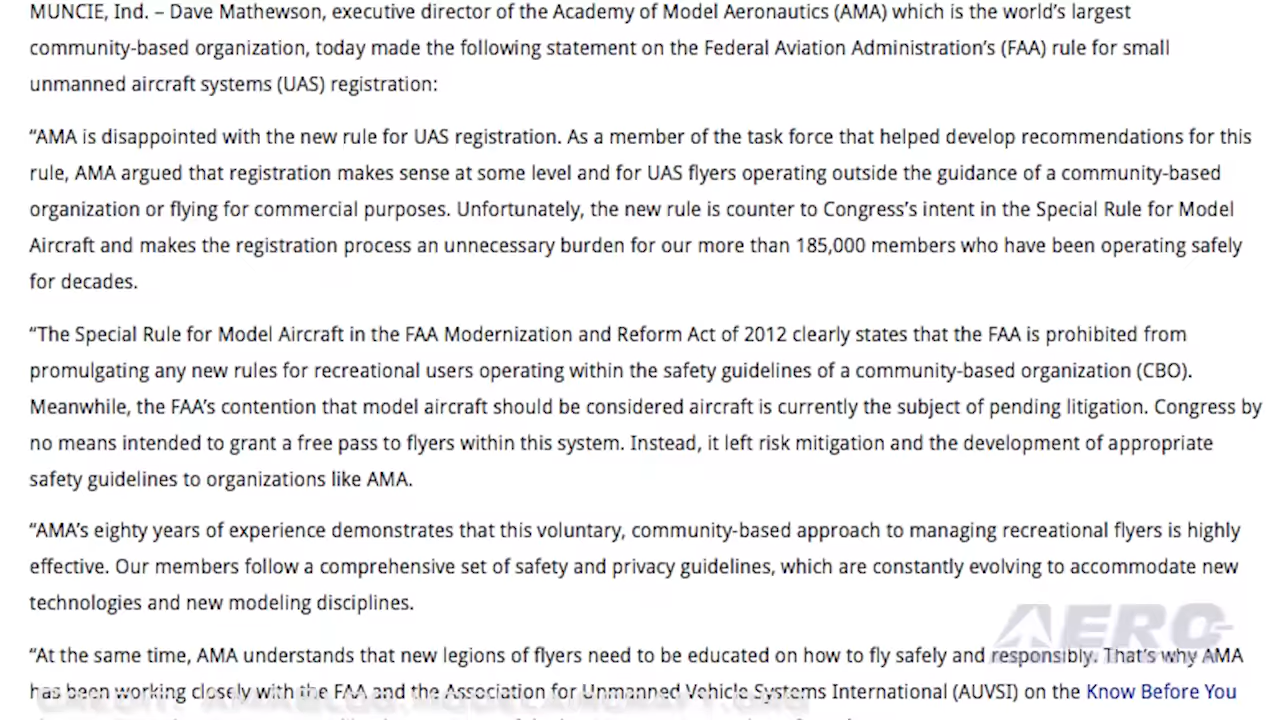 MUNCIE, Ind. – Dave Mathewson, executive director of the Academy of Model Aeronautics (AMA) which is the world’s largest
community-based organization, today made the following statement on the Federal Aviation Administration’s (FAA) rule for small
unmanned aircraft systems (UAS) registration:
“AMA is disappointed with the new rule for UAS registration. As a member of the task force that helped develop recommendations for this
rule, AMA argued that registration makes sense at some level and for UAS flyers operating outside the guidance of a community-based
organization or flying for commercial purposes. Unfortunately, the new rule is counter to Congress’s intent in the Special Rule for Model
Aircraft and makes the registration process an unnecessary burden for our more than 185,000 members who have been operating safely
for decades.
“The Special Rule for Model Aircraft in the FAA Modernization and Reform Act of 2012 clearly states that the FAA is prohibited from
promulgating any new rules for recreational users operating within the safety guidelines of a community-based organization (CBO).
Meanwhile, the FAA’s contention that model aircraft should be considered aircraft is currently the subject of pending litigation. Congress by
no means intended to grant a free pass to flyers within this system. Instead, it left risk mitigation and the development of appropriate
safety guidelines to organizations like AMA.
“AMA’s eighty years of experience demonstrates that this voluntary, community-based approach to managing recreational flyers is highly
effective. Our members follow a comprehensive set of safety and privacy guidelines, which are constantly evolving to accommodate new
technologies and new modeling disciplines.
AERO
“At the same time, AMA understands that new legions of flyers need to be educated on how to fly safely and responsibly. That’s why AMA
has been working closely with the FAA and the Association for Unmanned Vehicle Systems International (AUVSI) on the Know Before You